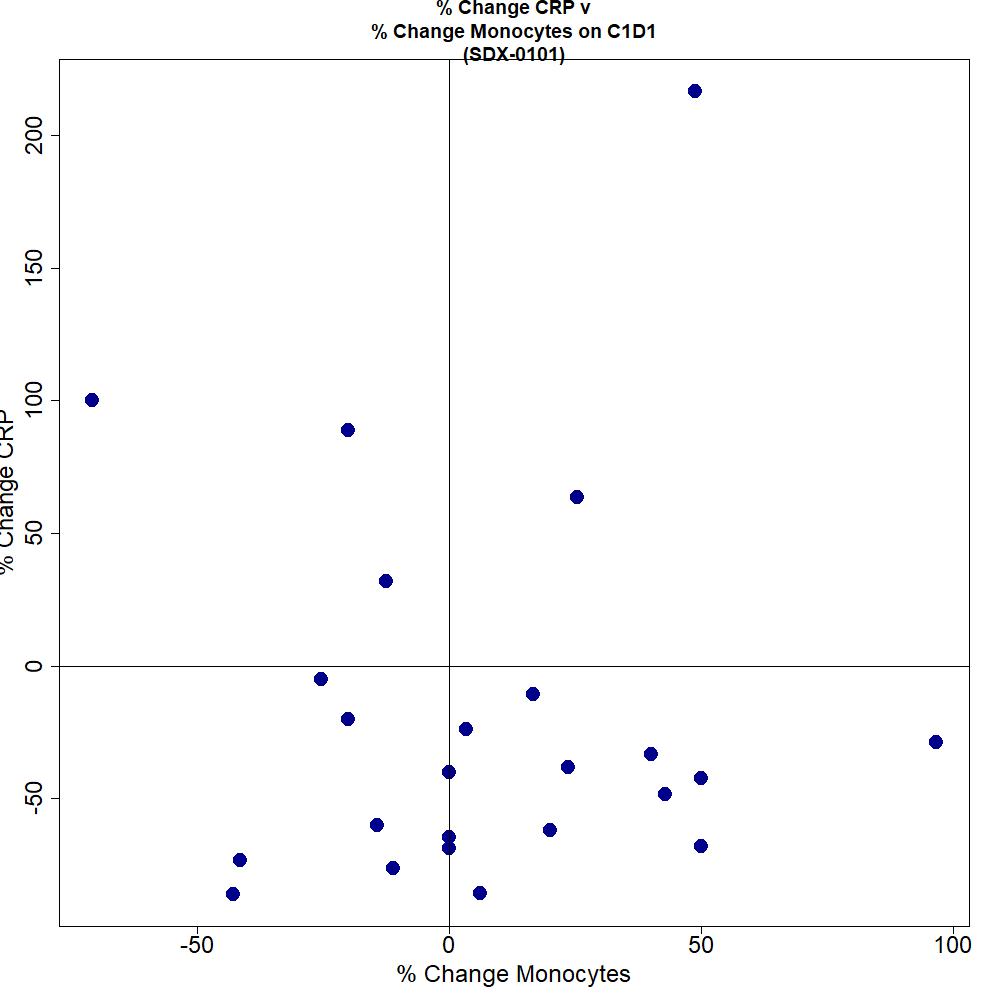 % Change CRP v
% Change Monocytes on C1D1
(SDX-0101)
200
150
100
50
0
-50
% Change CRP
-50 0 50 100
% Change Monocytes